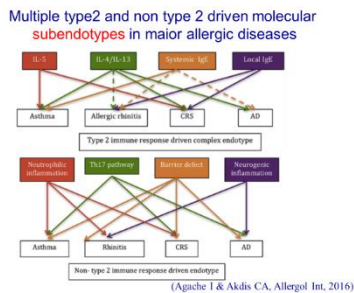 Multiple type2 and non type 2 driven molecular
subendotypes in maior allergic diseases
IL-5 IL-4/IL-13 Systemic IgE Local IgE
Asthma Allergic rhinitis CRS AD
Type 2 immune response driven complex endotype
Neutrophilic inflammation Th17 pathway Barrier defect Neurogenic inflammation
Asthma Rhinitis CRS AD
Non- type 2 immune response driven endotype
(Agache I & Akdis CA, Allergol Int, 2016)